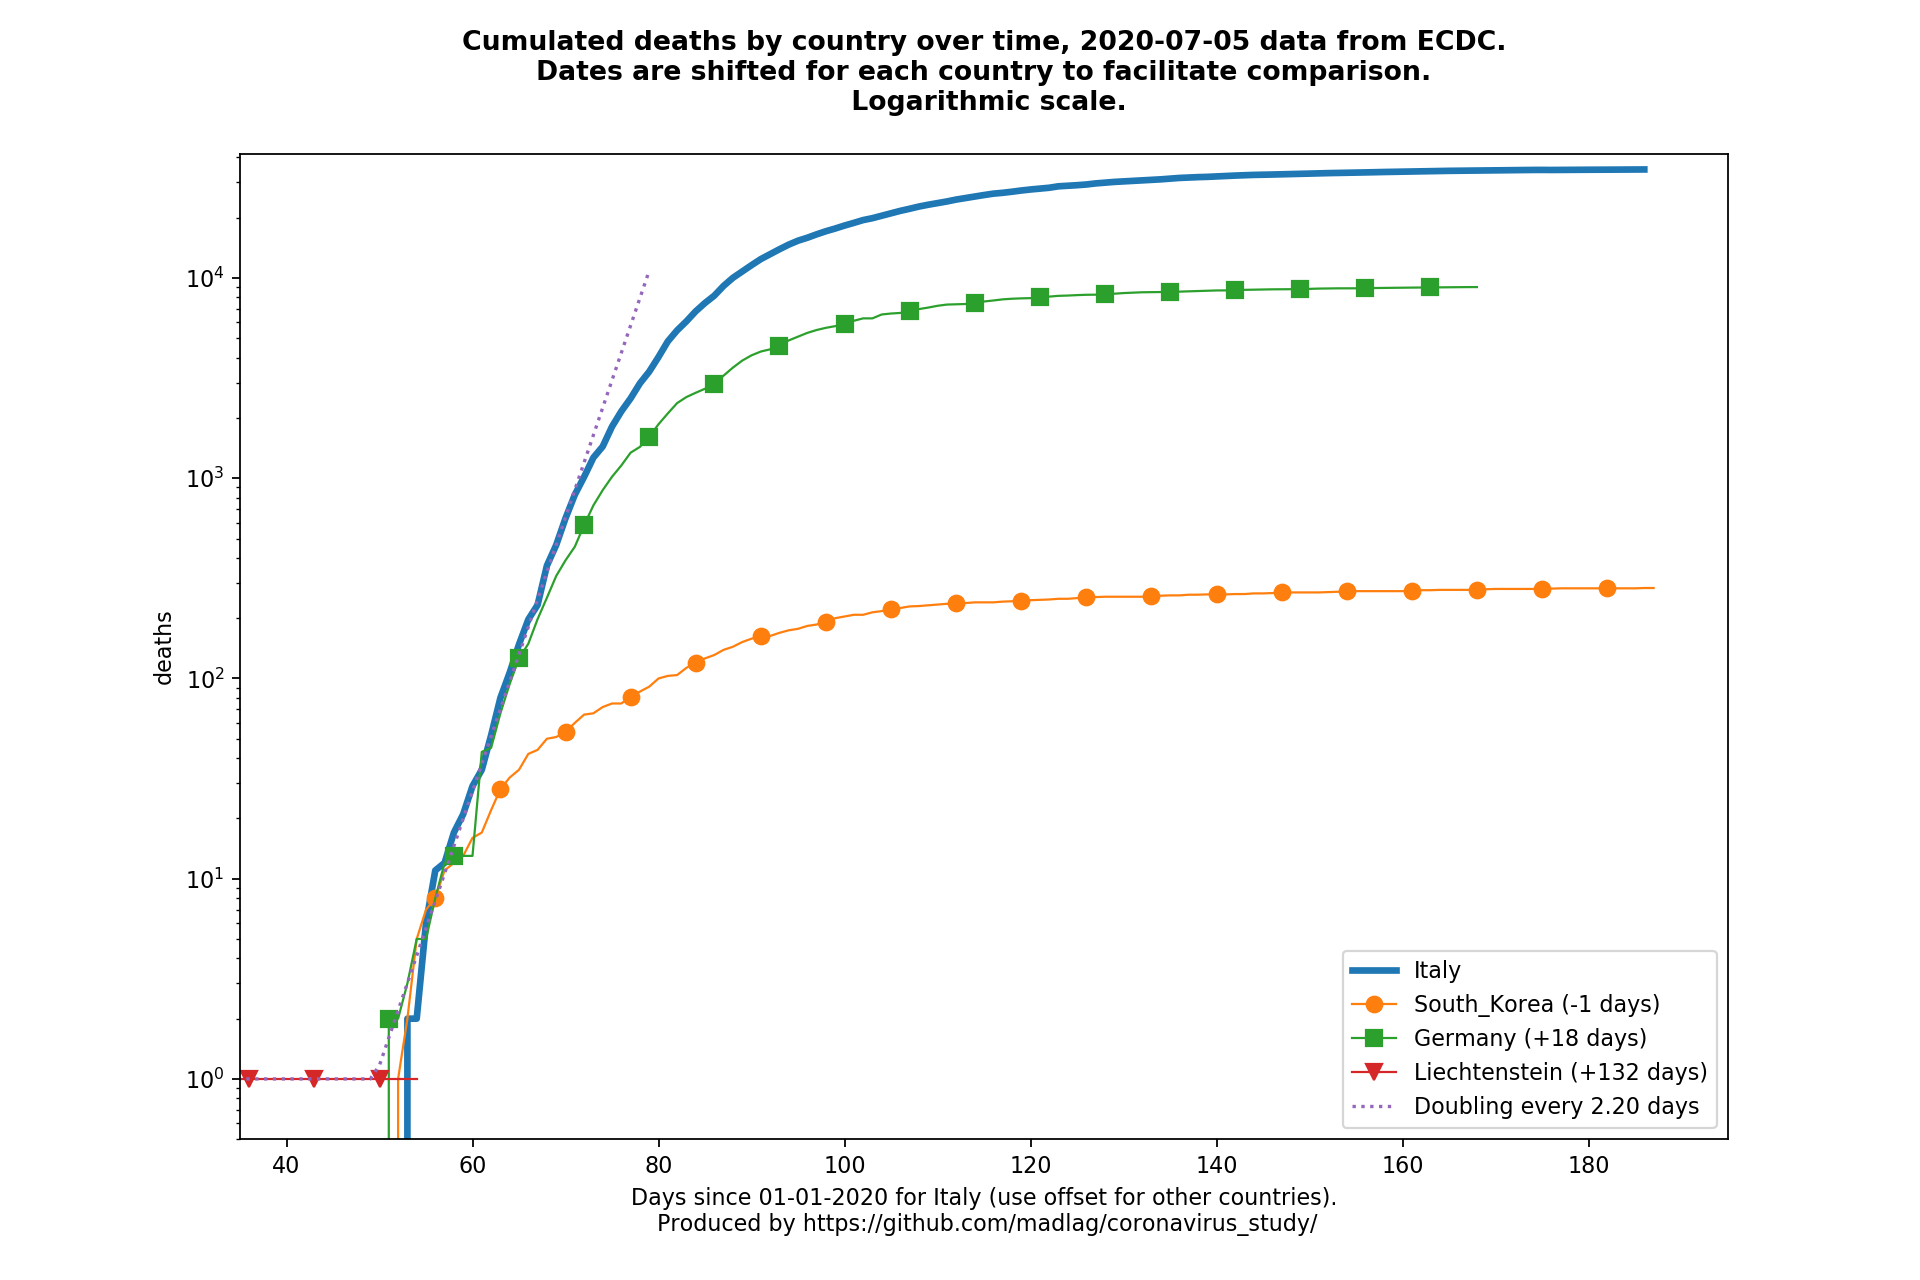 Cumulated deaths by country over time, 2020-07-05 data from ECDC.
Dates are shifted for each country to facilitate comparison.
Logarithmic scale.
deaths
10⁴
10³
10²
10¹
10⁰
40 60 80 100 120 140 160 180
Italy
South_Korea (-1 days)
Germany (+18 days)
Liechtenstein (+132 days)
Doubling every 2.20 days
Days since 01-01-2020 for Italy (use offset for other countries).
Produced by https://github.com/madlag/coronavirus_study/